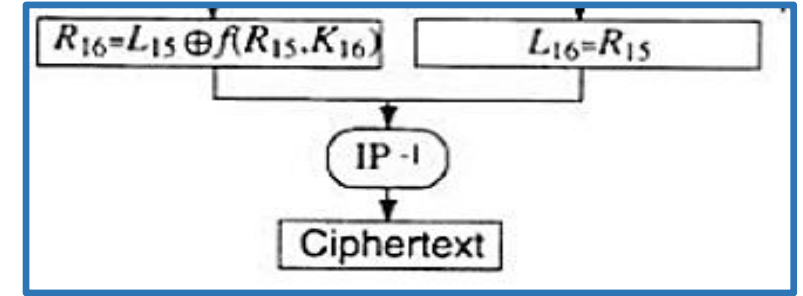 R₁₆=L₁₅⊕f(R₁₅,K₁₆)
L₁₆=R₁₅
IP⁻¹
Ciphertext